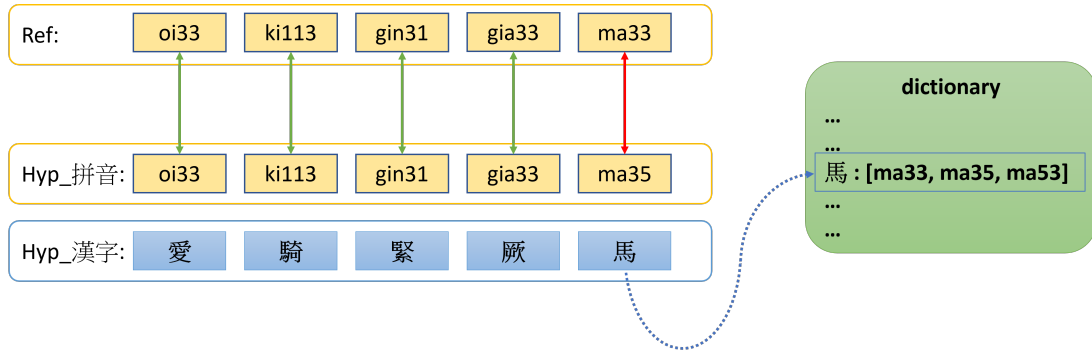 Ref: oi33 ki113 gin31 gia33 ma33
Hyp_拼音: oi33 ki113 gin31 gia33 ma35
Hyp_漢字: 愛 騎 緊 厥 馬
dictionary
...
...
馬 : [ma33, ma35, ma53]
...
...